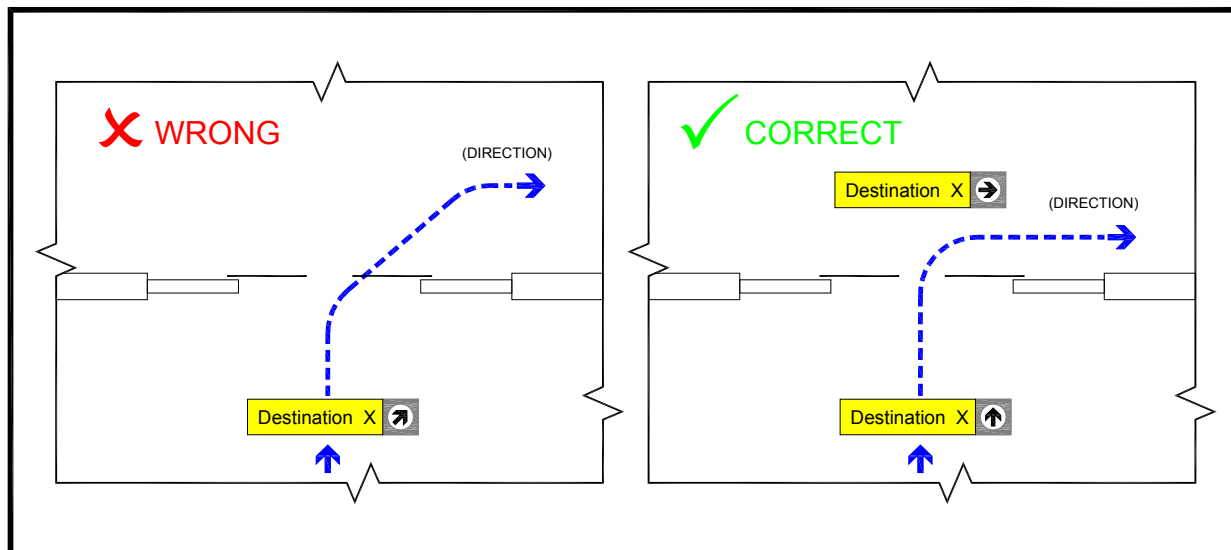 WRONG
(DIRECTION)
Destination X
CORRECT
Destination X
(DIRECTION)
Destination X